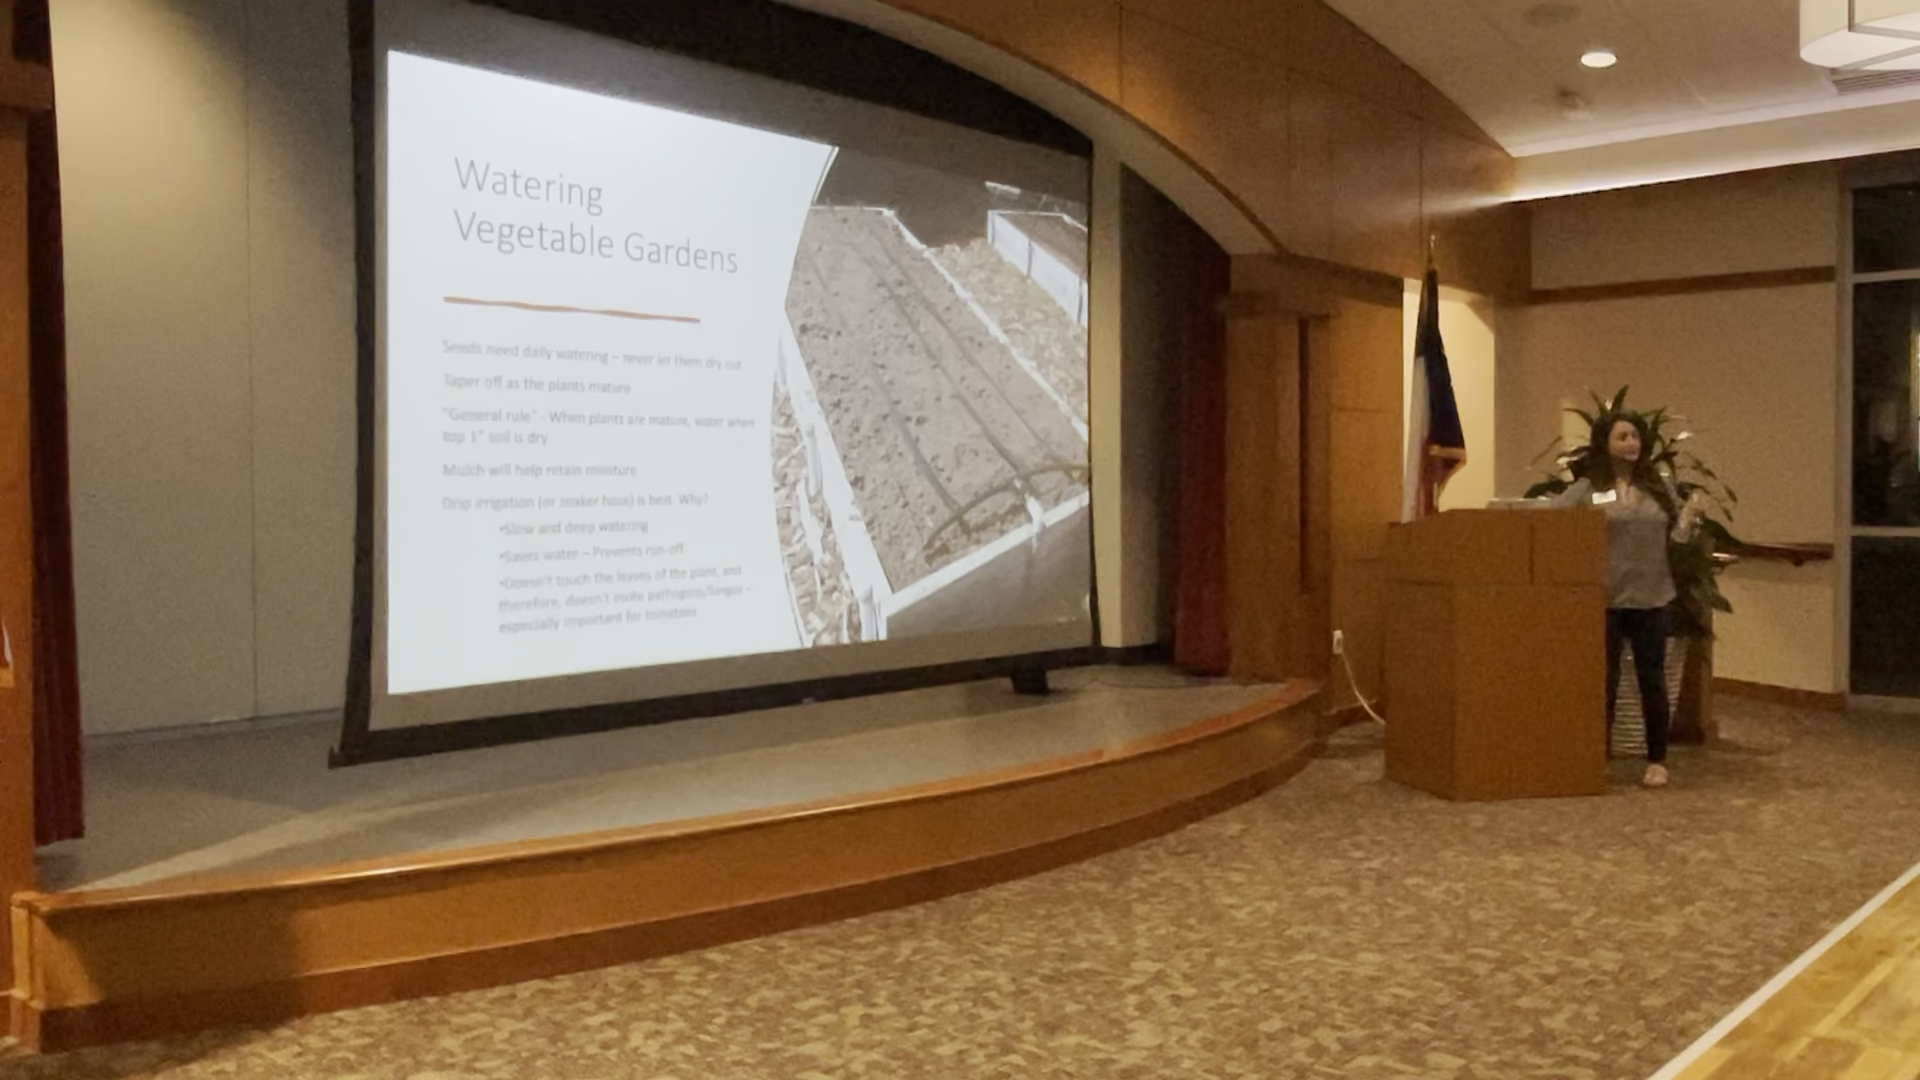 Watering
Vegetable Gardens
Seeds need daily watering – never let them dry out
Taper off as the plants mature
"General rule" - When plants are mature, water when
top 1" soil is dry
Mulch will help retain moisture
Drip irrigation (or soaker hose) is best. Why?
•Slow and deep watering
•Saves water – Prevents run off
•Doesn't touch the leaves of the plant, and
therefore, doesn't invite pathogens/fungus –
especially important for tomatoes